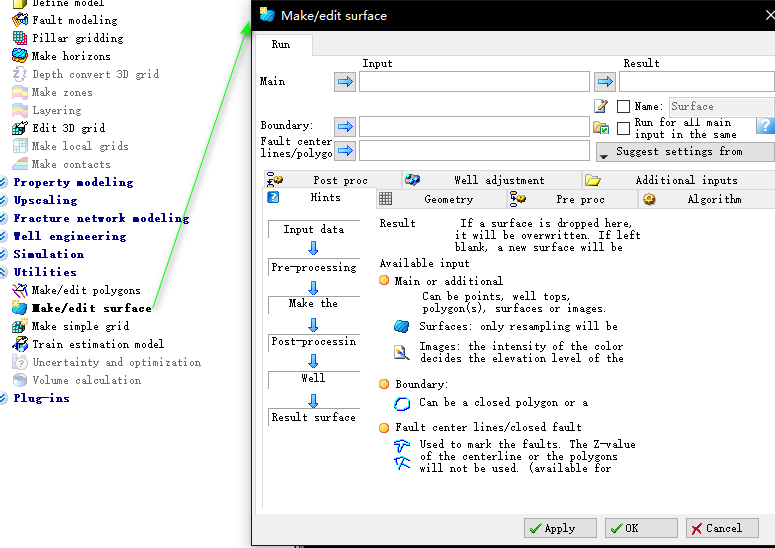 Define model
Fault modeling
Pillar gridding
Make horizons
Depth convert 3D grid
Make zones
Layering
Edit 3D grid
Make local grids
Make contacts
Property modeling
Upscaling
Fracture network modeling
Well engineering
Simulation
Utilities
Make/edit polygons
Make/edit surface
Make simple grid
Train estimation model
Uncertainty and optimization
Volume calculation
Plug-ins
Make/edit surface
Run
Input
Result
Main
Name:
Surface
Boundary:
Run for all main
input in the same
Fault center
lines/polygo
Suggest settings from
Post proc
Well adjustment
Additional inputs
Hints
Geometry
Pre proc
Algorithm
Input data
Pre-processing
Make the
Post-processin
Well
Result surface
Result
If a surface is dropped here,
it will be overwritten. If left
blank, a new surface will be
Available input
Main or additional
Can be points, well tops,
polygon(s), surfaces or images.
Surfaces: only resampling will be
Images: the intensity of the color
decides the elevation level of the
Boundary:
Can be a closed polygon or a
Fault center lines/closed fault
Used to mark the faults. The Z-value
of the centerline or the polygons
will not be used. (available for
Apply
OK
Cancel